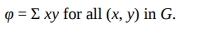 φ = Σ xy for all (x, y) in G.